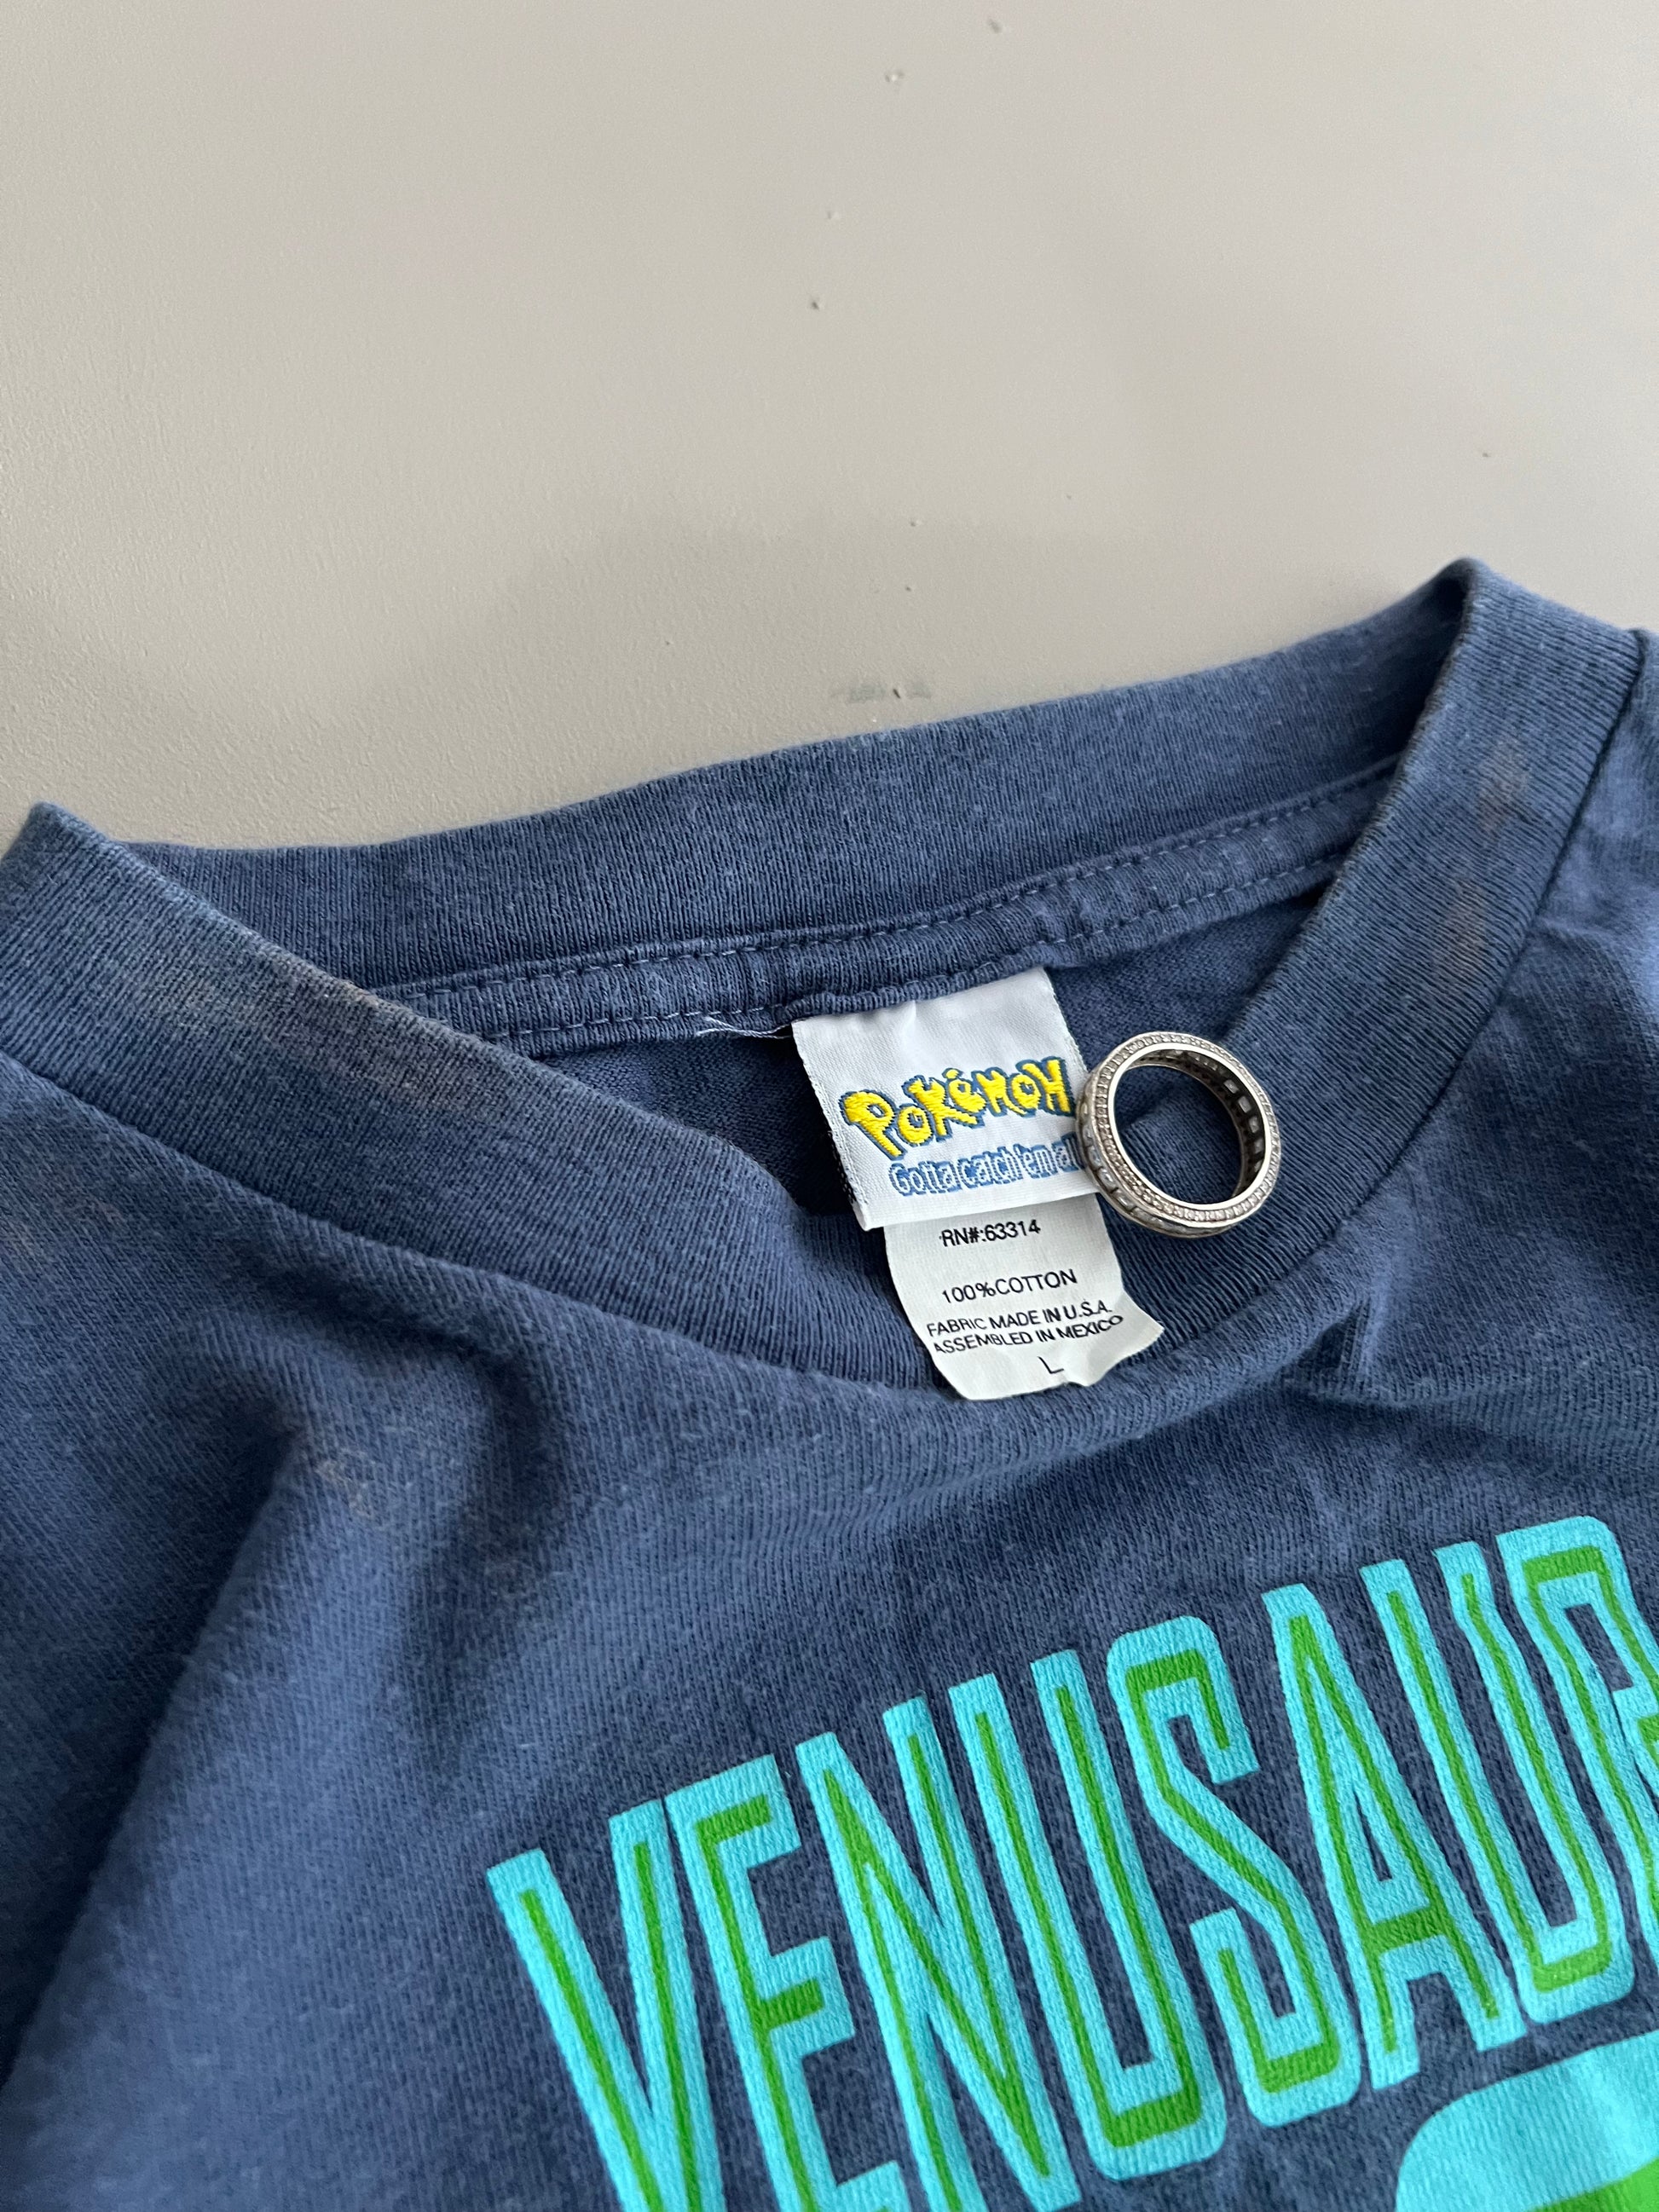 Pokémon
Gotta catch 'em all
RN#:63314
100%COTTON
FABRIC MADE IN U.S.A.
ASSEMBLED IN MEXICO
L
VENUSAUR